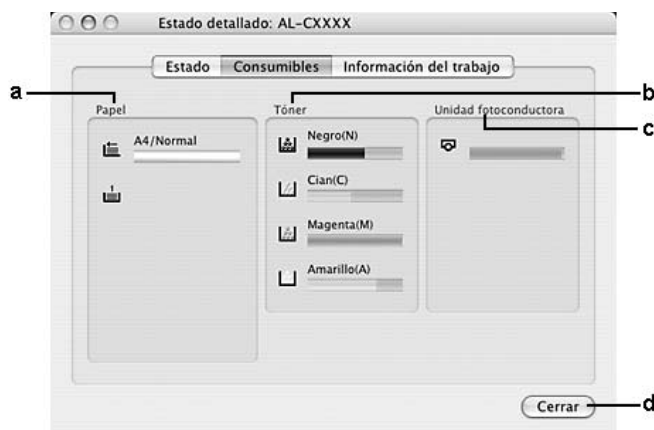 Estado detallado: AL-CXXXX
Estado Consumibles Información del trabajo
a
b
c
Papel Tóner Unidad fotoconductora
A4/Normal
Negro(N)
Cian(C)
Magenta(M)
Amarillo(A)
1
Cerrar
d